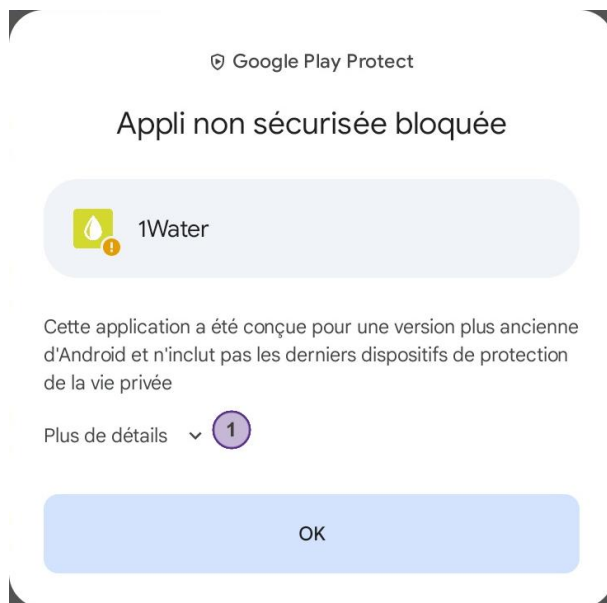 Google Play Protect
Appli non sécurisée bloquée
1Water
Cette application a été conçue pour une version plus ancienne
d'Android et n'inclut pas les derniers dispositifs de protection
de la vie privée
Plus de détails 1
OK